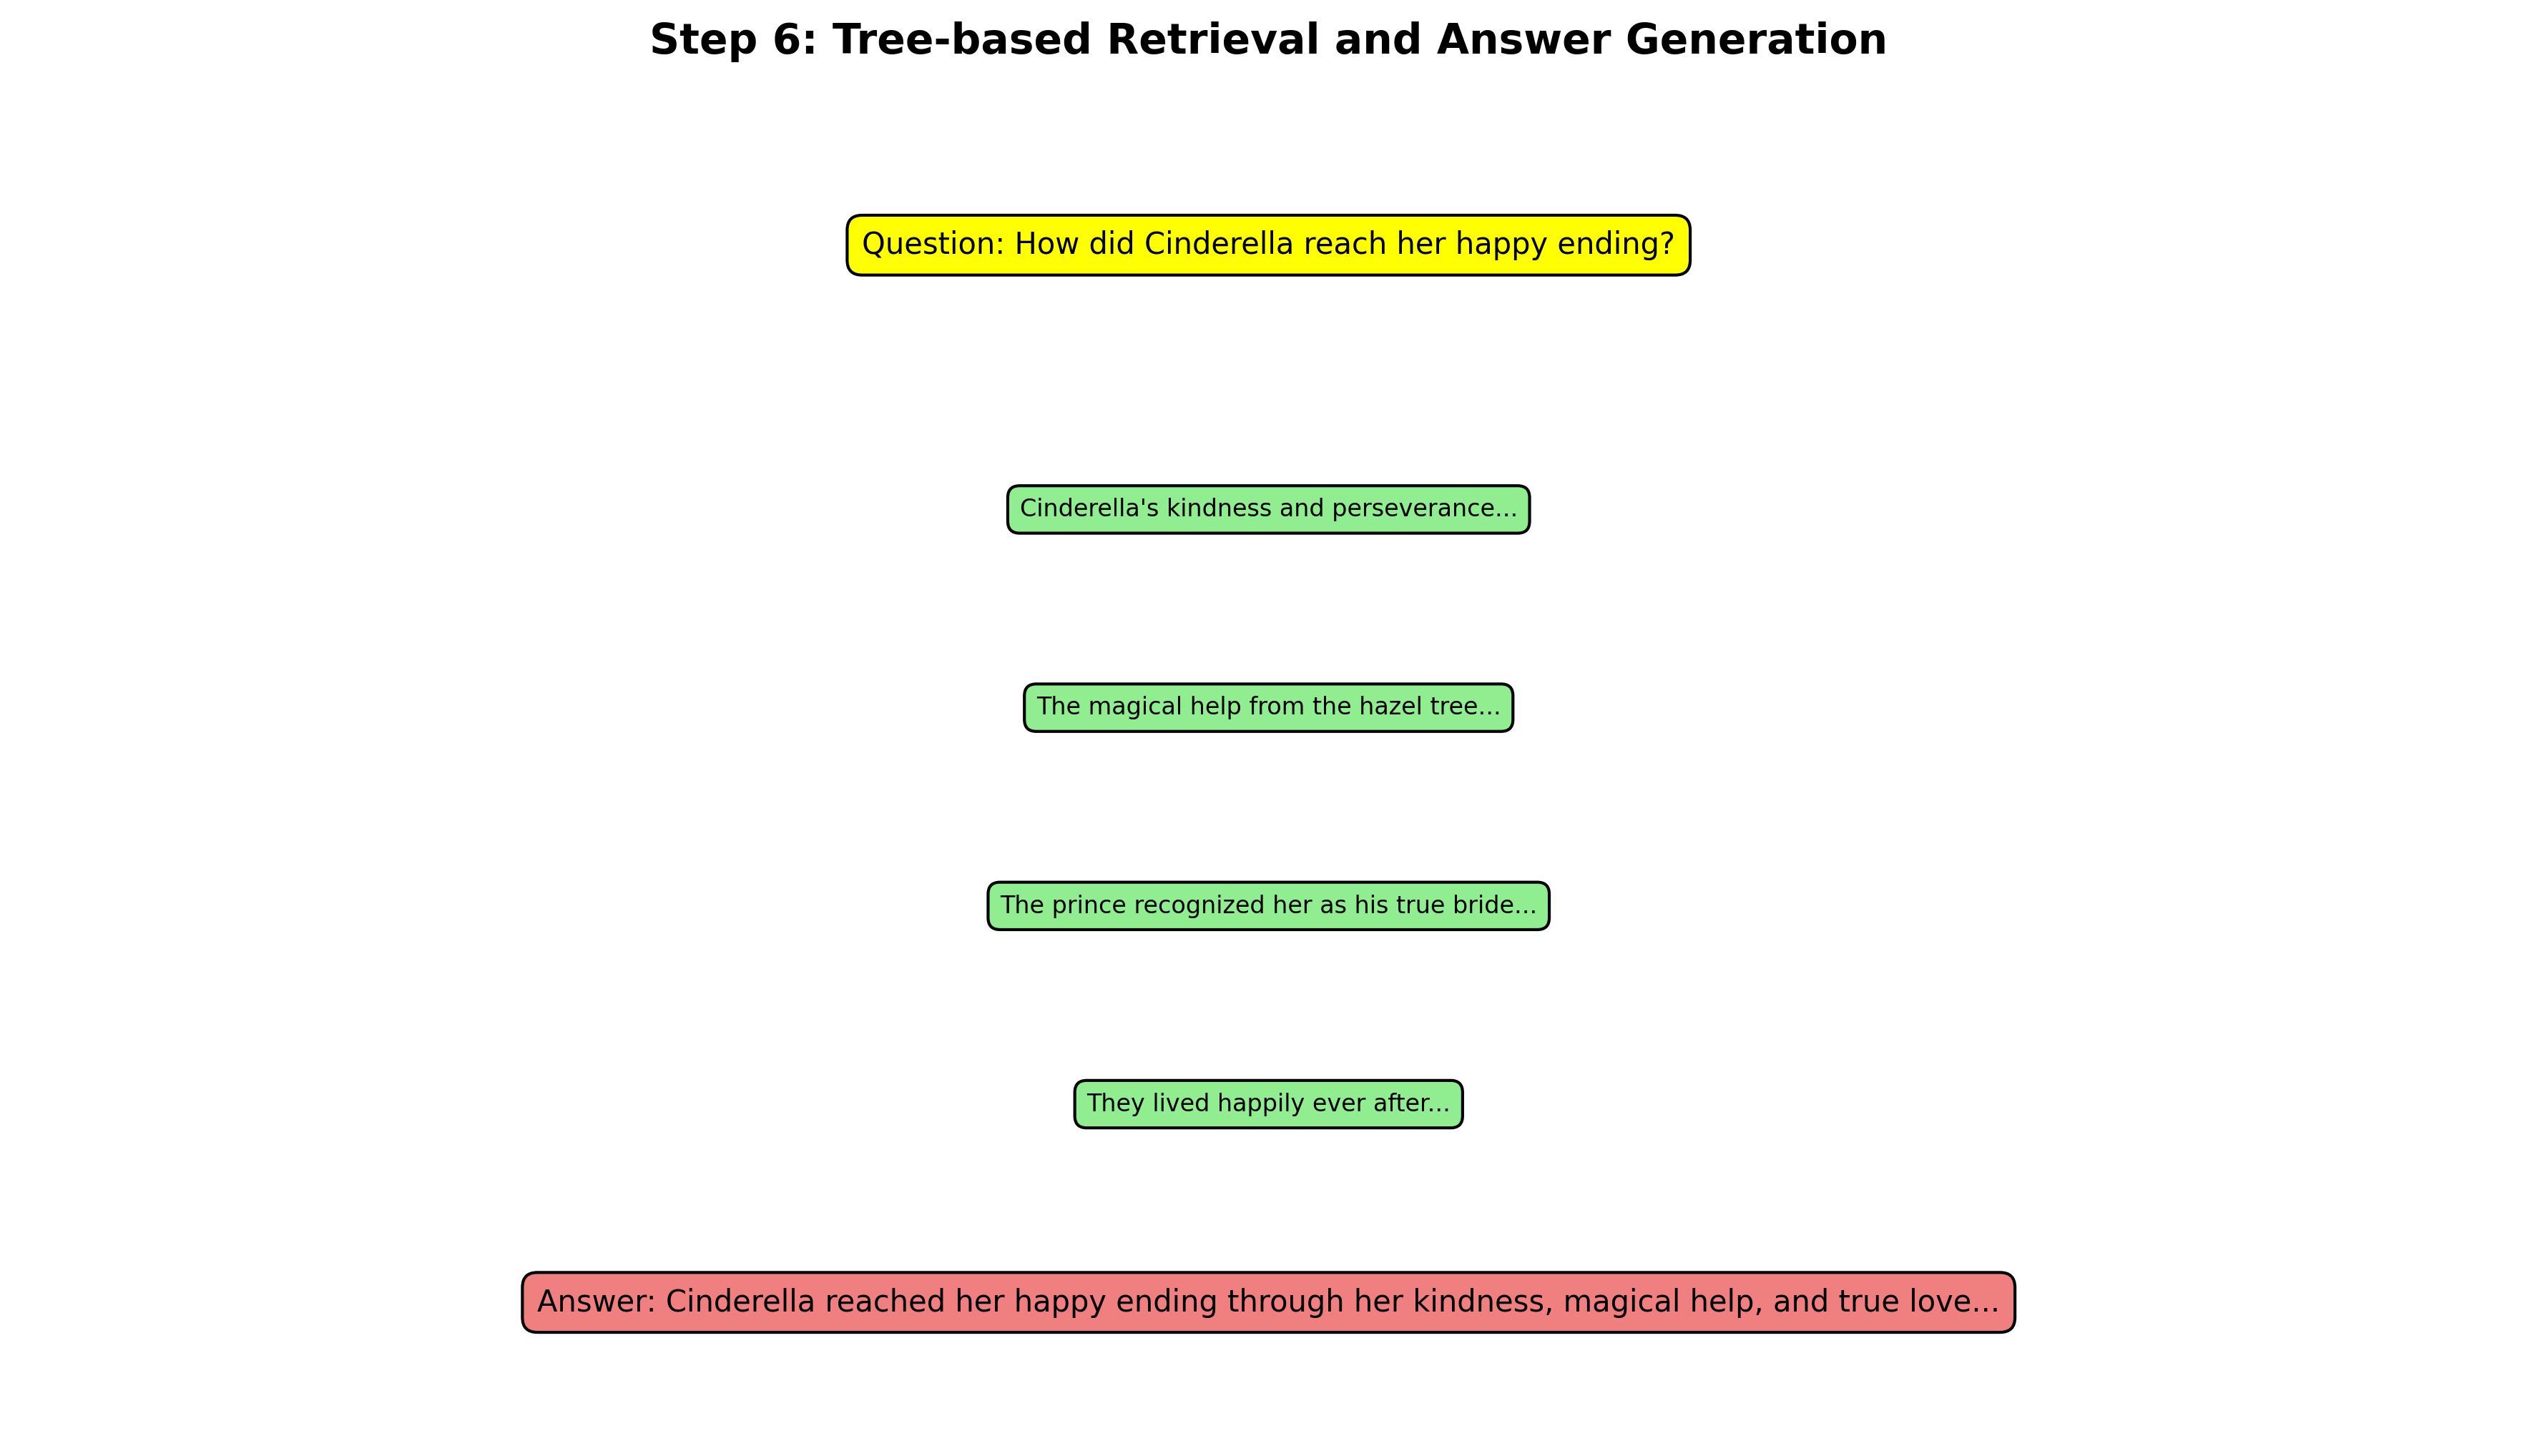 Step 6: Tree-based Retrieval and Answer Generation
Question: How did Cinderella reach her happy ending?
Cinderella's kindness and perseverance...
The magical help from the hazel tree...
The prince recognized her as his true bride...
They lived happily ever after...
Answer: Cinderella reached her happy ending through her kindness, magical help, and true love...